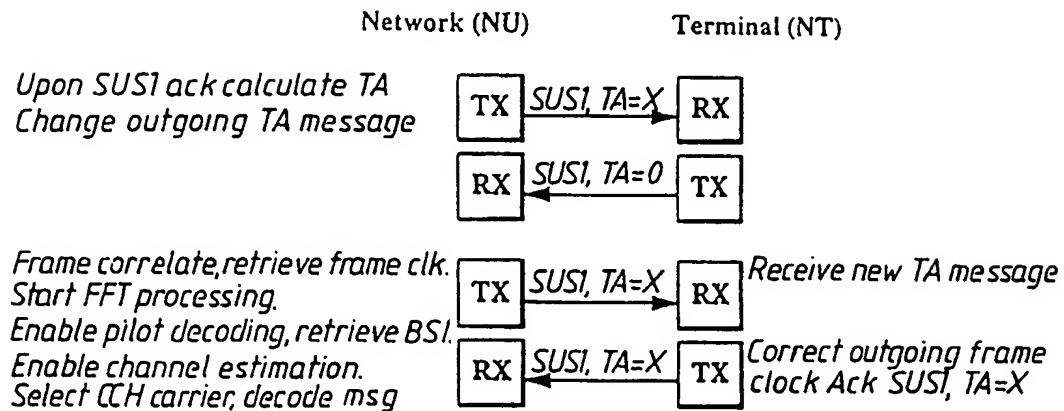 Network (NU) Terminal (NT)
Upon SUS1 ack calculate TA
Change outgoing TA message
TX SUS1, TA=X RX
RX SUS1, TA=0 TX
Frame correlate, retrieve frame clk.
Start FFT processing.
Enable pilot decoding, retrieve BSI.
Enable channel estimation.
Select CCH carrier, decode msg
TX SUS1, TA=X RX
Receive new TA message
RX SUS1, TA=X TX
Correct outgoing frame
clock Ack SUS1, TA=X